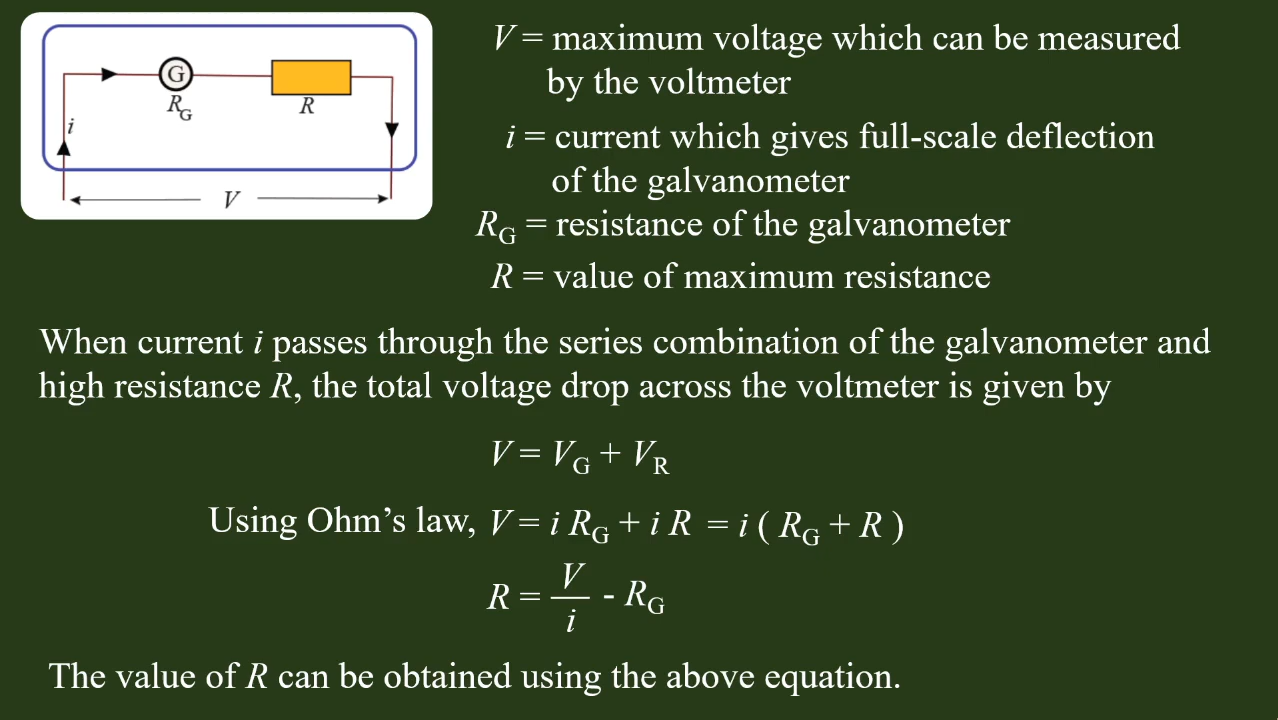 G
R_G
R
i
V
V = maximum voltage which can be measured
by the voltmeter
i = current which gives full-scale deflection
of the galvanometer
R_G = resistance of the galvanometer
R = value of maximum resistance
When current i passes through the series combination of the galvanometer and
high resistance R, the total voltage drop across the voltmeter is given by
V = V_G + V_R
Using Ohm’s law, V = i R_G + i R = i ( R_G + R )
R = V/i - R_G
The value of R can be obtained using the above equation.